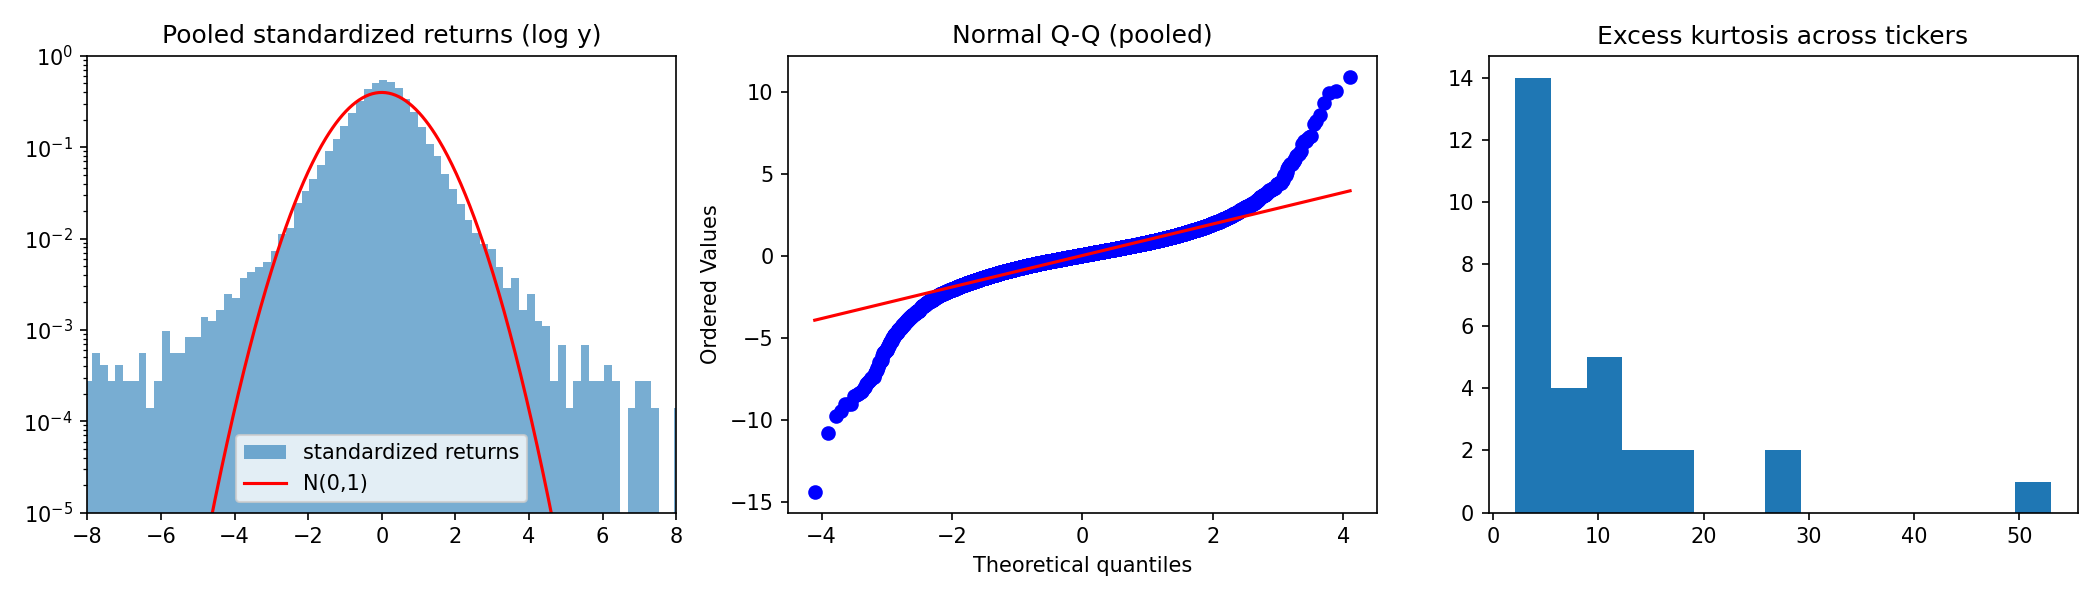 Pooled standardized returns (log y)
10^0
10^-1
10^-2
10^-3
10^-4
10^-5
standardized returns
N(0,1)
−8 −6 −4 −2 0 2 4 6 8
Normal Q-Q (pooled)
Ordered Values
10
5
0
−5
−10
−15
−4 −2 0 2 4
Theoretical quantiles
Excess kurtosis across tickers
14
12
10
8
6
4
2
0
0 10 20 30 40 50